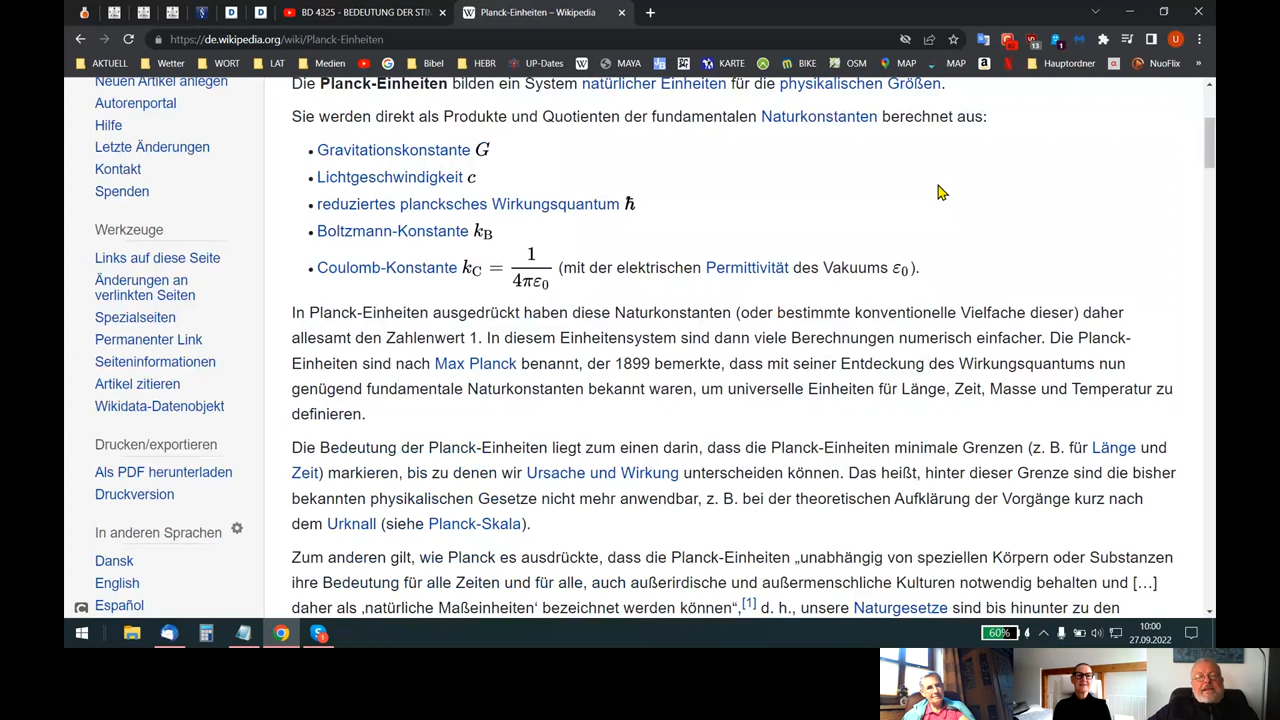 BD 4325 - BEDEUTUNG DER STI
Planck-Einheiten – Wikipedia
https://de.wikipedia.org/wiki/Planck-Einheiten
AKTUELL
Wetter
WORT
LAT
Medien
Bibel
HEBR
UP-Dates
MAYA
KARTE
BIKE
OSM
MAP
MAP
Hauptordner
NuoFlix
Neuen Artikel anlegen
Autorenportal
Hilfe
Letzte Änderungen
Kontakt
Spenden
Werkzeuge
Links auf diese Seite
Änderungen an
verlinkten Seiten
Spezialseiten
Permanenter Link
Seiteninformationen
Artikel zitieren
Wikidata-Datenobjekt
Drucken/exportieren
Als PDF herunterladen
Druckversion
In anderen Sprachen
Dansk
English
Español
Die Planck-Einheiten bilden ein System natürlicher Einheiten für die physikalischen Größen.
Sie werden direkt als Produkte und Quotienten der fundamentalen Naturkonstanten berechnet aus:
• Gravitationskonstante G
• Lichtgeschwindigkeit c
• reduziertes plancksches Wirkungsquantum ħ
• Boltzmann-Konstante k_B
• Coulomb-Konstante k_C = 1/(4πε₀) (mit der elektrischen Permittivität des Vakuums ε₀).
In Planck-Einheiten ausgedrückt haben diese Naturkonstanten (oder bestimmte konventionelle Vielfache dieser) daher
allesamt den Zahlenwert 1. In diesem Einheitensystem sind dann viele Berechnungen numerisch einfacher. Die Planck-
Einheiten sind nach Max Planck benannt, der 1899 bemerkte, dass mit seiner Entdeckung des Wirkungsquantums nun
genügend fundamentale Naturkonstanten bekannt waren, um universelle Einheiten für Länge, Zeit, Masse und Temperatur zu
definieren.
Die Bedeutung der Planck-Einheiten liegt zum einen darin, dass die Planck-Einheiten minimale Grenzen (z. B. für Länge und
Zeit) markieren, bis zu denen wir Ursache und Wirkung unterscheiden können. Das heißt, hinter dieser Grenze sind die bisher
bekannten physikalischen Gesetze nicht mehr anwendbar, z. B. bei der theoretischen Aufklärung der Vorgänge kurz nach
dem Urknall (siehe Planck-Skala).
Zum anderen gilt, wie Planck es ausdrückte, dass die Planck-Einheiten „unabhängig von speziellen Körpern oder Substanzen
ihre Bedeutung für alle Zeiten und für alle, auch außerirdische und außermenschliche Kulturen notwendig behalten und […]
daher als ‚natürliche Maßeinheiten‘ bezeichnet werden können“,[1] d. h., unsere Naturgesetze sind bis hinunter zu den
60%
10:00
27.09.2022